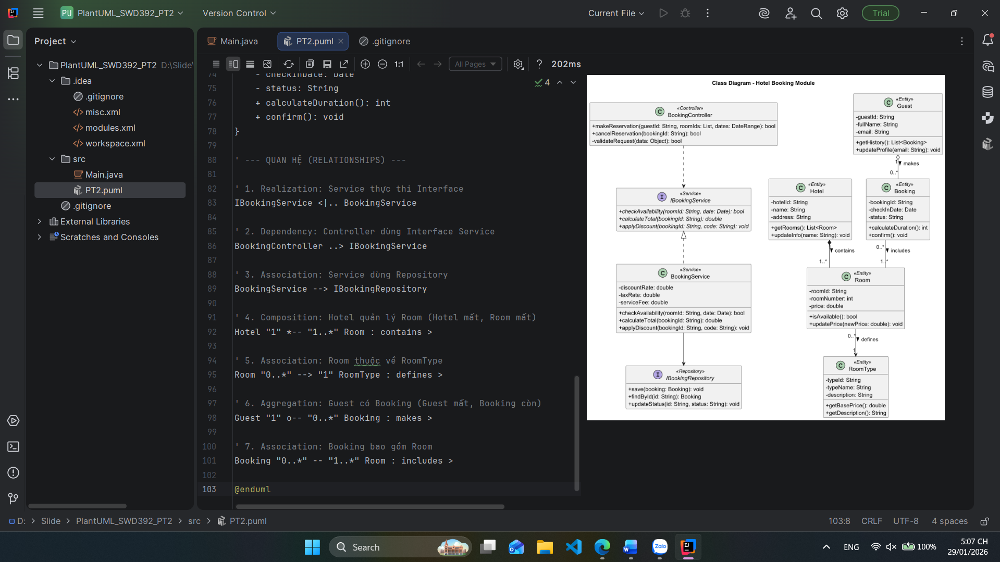 PU PlantUML_SWD392_PT2
Version Control
Current File
Trial
Project
PlantUML_SWD392_PT2 D:\Slide\
.idea
.gitignore
misc.xml
modules.xml
workspace.xml
src
Main.java
PT2.puml
.gitignore
External Libraries
Scratches and Consoles
Main.java
PT2.puml
.gitignore
1:1
All Pages
? 202ms
4
74 - checkInDate: Date
75 - status: String
76 + calculateDuration(): int
77 + confirm(): void
78 }
79
80 ' --- QUAN HỆ (RELATIONSHIPS) ---
81
82 ' 1. Realization: Service thực thi Interface
83 IBookingService <|.. BookingService
84
85 ' 2. Dependency: Controller dùng Interface Service
86 BookingController ..> IBookingService
87
88 ' 3. Association: Service dùng Repository
89 BookingService --> IBookingRepository
90
91 ' 4. Composition: Hotel quản lý Room (Hotel mất, Room mất)
92 Hotel "1" *-- "1..*" Room : contains >
93
94 ' 5. Association: Room thuộc về RoomType
95 Room "0..*" --> "1" RoomType : defines >
96
97 ' 6. Aggregation: Guest có Booking (Guest mất, Booking còn)
98 Guest "1" o-- "0..*" Booking : makes >
99
100 ' 7. Association: Booking bao gồm Room
101 Booking "0..*" -- "1..*" Room : includes >
102
103 @enduml
Class Diagram - Hotel Booking Module
C «Controller»
BookingController
+makeReservation(guestId: String, roomIds: List, dates: DateRange): bool
+cancelReservation(bookingId: String): bool
-validateRequest(data: Object): bool
I «Service»
IBookingService
+checkAvailability(roomId: String, date: Date): bool
+calculateTotal(bookingId: String): double
+applyDiscount(bookingId: String, code: String): void
C «Service»
BookingService
-discountRate: double
-taxRate: double
-serviceFee: double
+checkAvailability(roomId: String, date: Date): bool
+calculateTotal(bookingId: String): double
+applyDiscount(bookingId: String, code: String): void
I «Repository»
IBookingRepository
+save(booking: Booking): void
+findById(id: String): Booking
+updateStatus(id: String, status: String): void
C «Entity»
Guest
-guestId: String
-fullName: String
-email: String
+getHistory(): List<Booking>
+updateProfile(email: String): void
1
makes
0..*
C «Entity»
Hotel
-hotelId: String
-name: String
-address: String
+getRooms(): List<Room>
+updateInfo(name: String): void
C «Entity»
Booking
-bookingId: String
-checkInDate: Date
-status: String
+calculateDuration(): int
+confirm(): void
contains
1..*
0..*
includes
1..*
C «Entity»
Room
-roomId: String
-roomNumber: int
-price: double
+isAvailable(): bool
+updatePrice(newPrice: double): void
0..*
defines
1
C «Entity»
RoomType
-typeId: String
-typeName: String
-description: String
+getBasePrice(): double
+getDescription(): String
D: > Slide > PlantUML_SWD392_PT2 > src > PT2.puml
103:8 CRLF UTF-8 4 spaces
Search
Zalo
ENG
100%
5:07 CH
29/01/2026